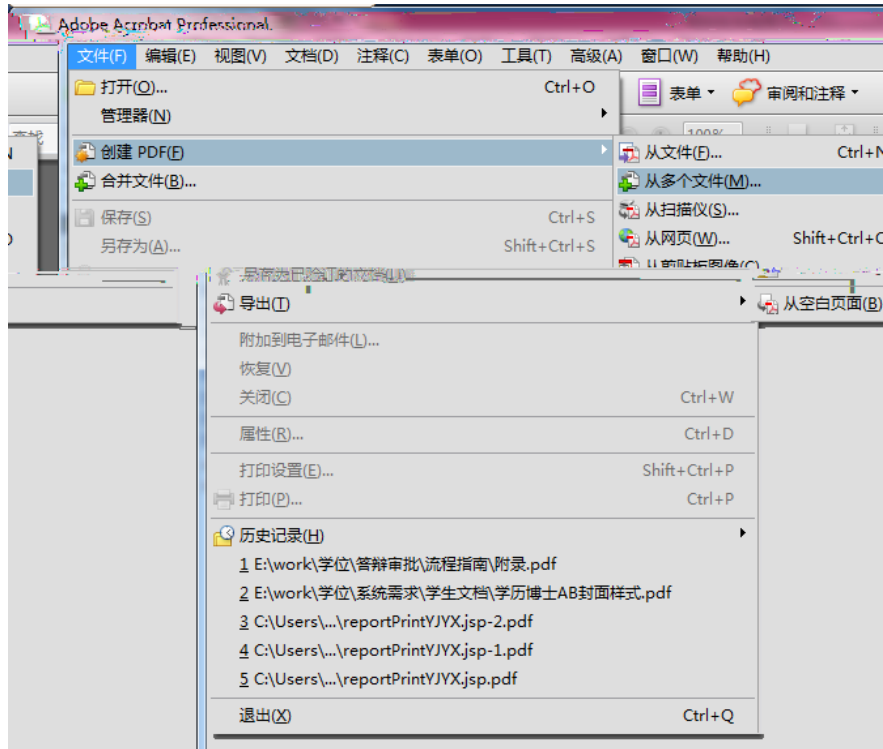 Adobe Acrobat Professional
文件(F) 编辑(E) 视图(V) 文档(D) 注释(C) 表单(O) 工具(T) 高级(A) 窗口(W) 帮助(H)
打开(O)... Ctrl+O
表单 审阅和注释
管理器(N)
100%
创建 PDF(F)
从文件(F)... Ctrl+N
合并文件(B)...
从多个文件(M)...
保存(S) Ctrl+S
从扫描仪(S)...
另存为(A)... Shift+Ctrl+S
从网页(W)... Shift+Ctrl+C
从剪贴板图像(C)
导出(T)
从空白页面(B)
附加到电子邮件(L)...
恢复(V)
关闭(C) Ctrl+W
属性(R)... Ctrl+D
打印设置(E)... Shift+Ctrl+P
打印(P)... Ctrl+P
历史记录(H)
1 E:\work\学位\答辩审批\流程指南\附录.pdf
2 E:\work\学位\系统需求\学生文档\学历博士AB封面样式.pdf
3 C:\Users\...\reportPrintYJYX.jsp-2.pdf
4 C:\Users\...\reportPrintYJYX.jsp-1.pdf
5 C:\Users\...\reportPrintYJYX.jsp.pdf
退出(X) Ctrl+Q